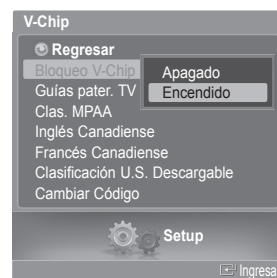 V-Chip
Regresar
Bloqueo V-Chip
Apagado
Guías pater. TV
Encendido
Clas. MPAA
Inglés Canadiense
Francés Canadiense
Clasificación U.S. Descargable
Cambiar Código
Setup
Ingresa